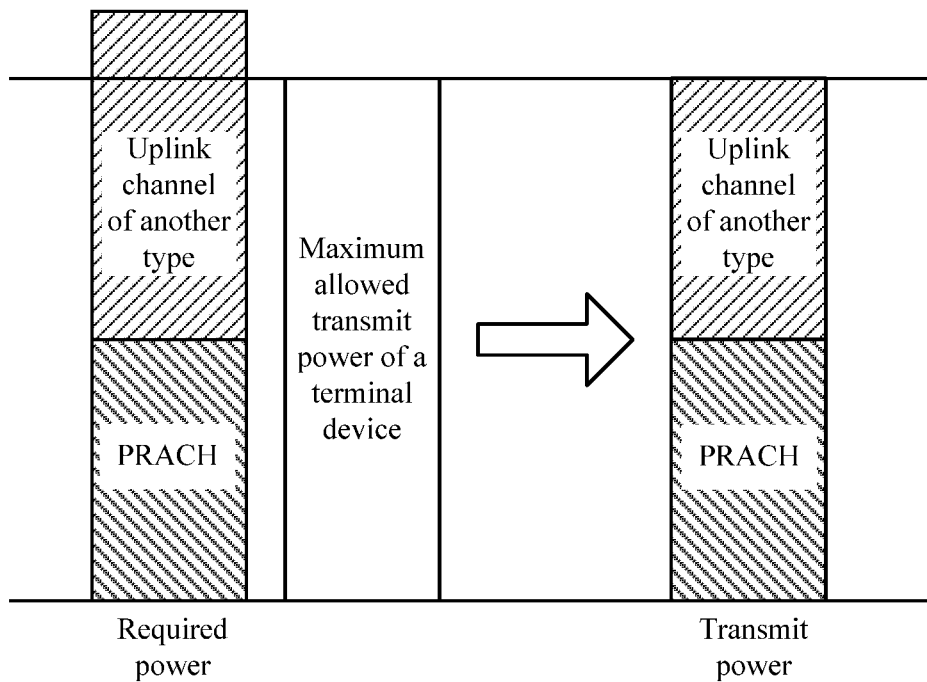 Uplink
channel
of another
type
PRACH
Required
power
Maximum
allowed
transmit
power of a
terminal
device
Uplink
channel
of another
type
PRACH
Transmit
power